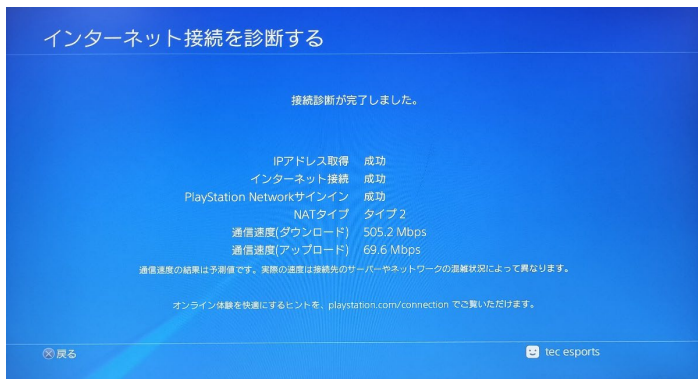 インターネット接続を診断する
接続診断が完了しました。
IPアドレス取得 成功
インターネット接続 成功
PlayStation Networkサインイン 成功
NATタイプ タイプ2
通信速度(ダウンロード) 505.2 Mbps
通信速度(アップロード) 69.6 Mbps
通信速度の結果は予測値です。実際の速度は接続先のサーバーやネットワークの混雑状況によって異なります。
オンライン体験を快適にするヒントを、playstation.com/connection でご覧いただけます。
戻る
tec esports